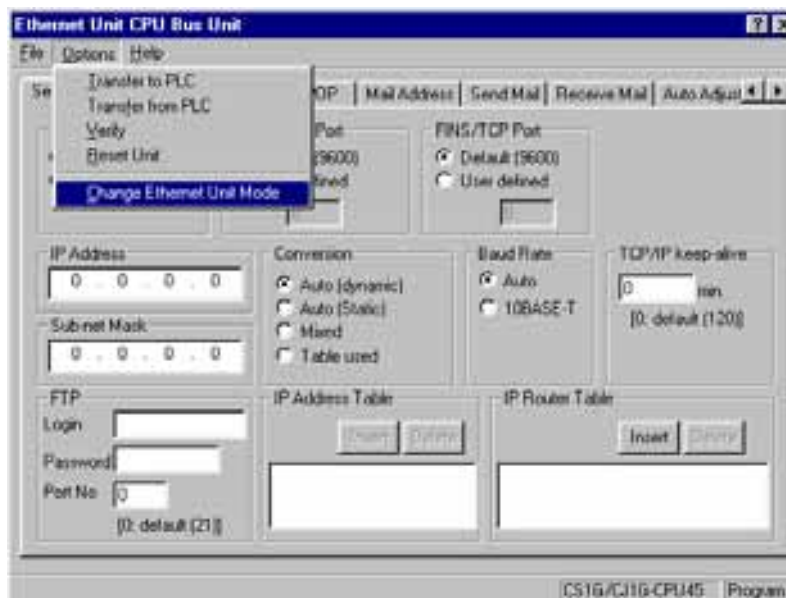 Ethernet Unit CPU Bus Unit
File Options Help
Transfer to PLC
Transfer from PLC
Verify
Reset Unit
Change Ethernet Unit Mode
Se
Mail Address
Send Mail
Receive Mail
Auto Adjust
Port
(9600)
fined
FINS/TCP Port
Default (9600)
User defined
0
IP Address
0 . 0 . 0 . 0
Sub-net Mask
0 . 0 . 0 . 0
Conversion
Auto (dynamic)
Auto (Static)
Mixed
Table used
Baud Rate
Auto
10BASE-T
TCP/IP keep-alive
0 min
[0: default (120)]
FTP
Login
Password
Port No 0
[0: default (21)]
IP Address Table
Insert Delete
IP Router Table
Insert Delete
CS1G/CJ1G-CPU45 Program